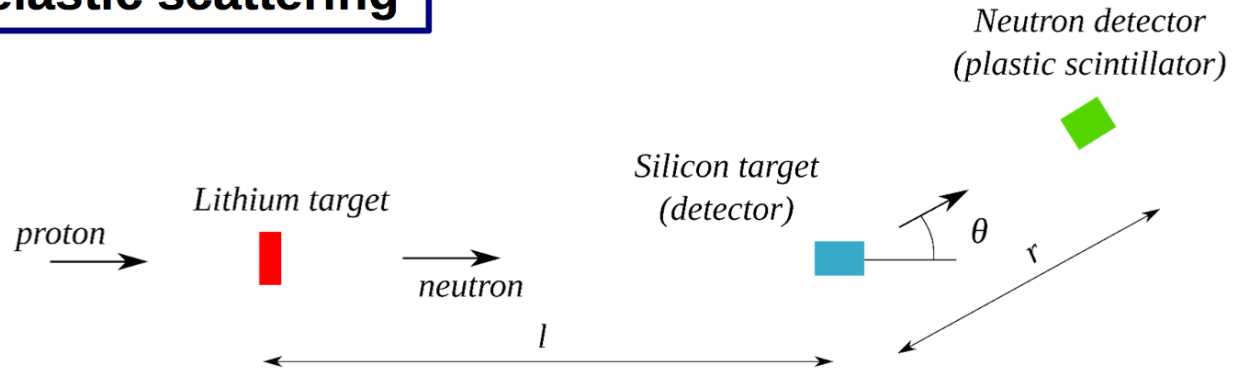 elastic scattering
Neutron detector
(plastic scintillator)
Silicon target
(detector)
Lithium target
proton
neutron
θ
r
l